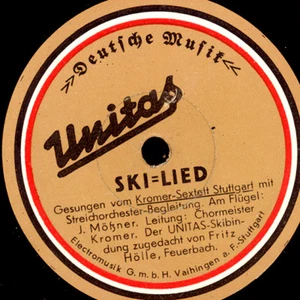 »Deutsche Musik«
Unitas
SKI=LIED
Gesungen vom Kromer-Sextett Stuttgart mit
Streichorchester-Begleitung. Am Flügel:
J. Möhner. Leitung: Chormeister
Kromer. Der UNITAS-Skibin-
dung zugedacht von Fritz
Hölle, Feuerbach.
Electromusik G. m. b. H. Vaihingen a. F.-Stuttgart